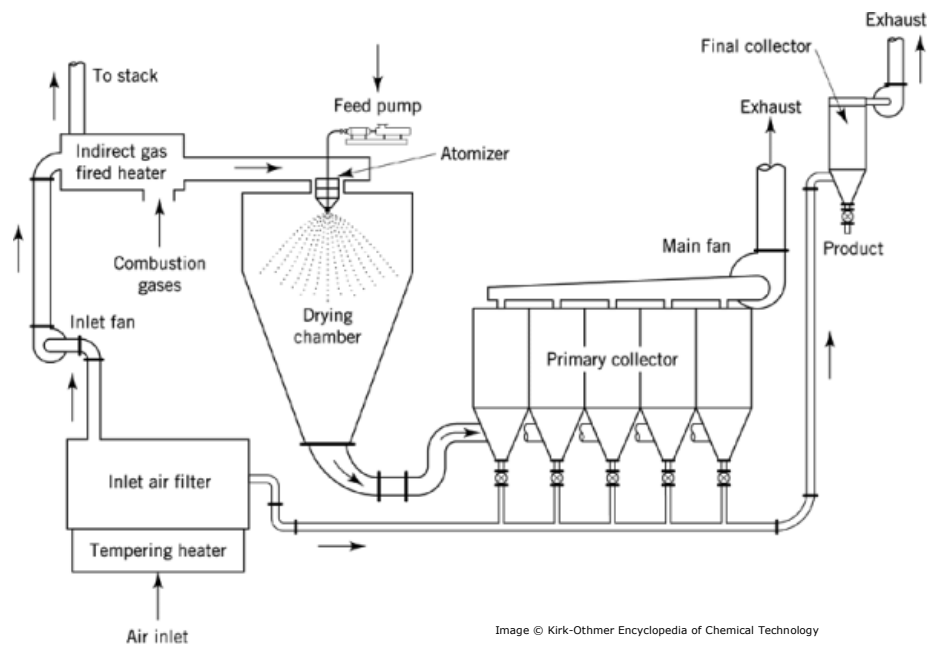 Exhaust
Final collector
To stack
Feed pump
Exhaust
Indirect gas
fired heater
Atomizer
Main fan
Product
Combustion
gases
Drying
chamber
Inlet fan
Primary collector
Inlet air filter
Tempering heater
Air inlet
Image © Kirk-Othmer Encyclopedia of Chemical Technology